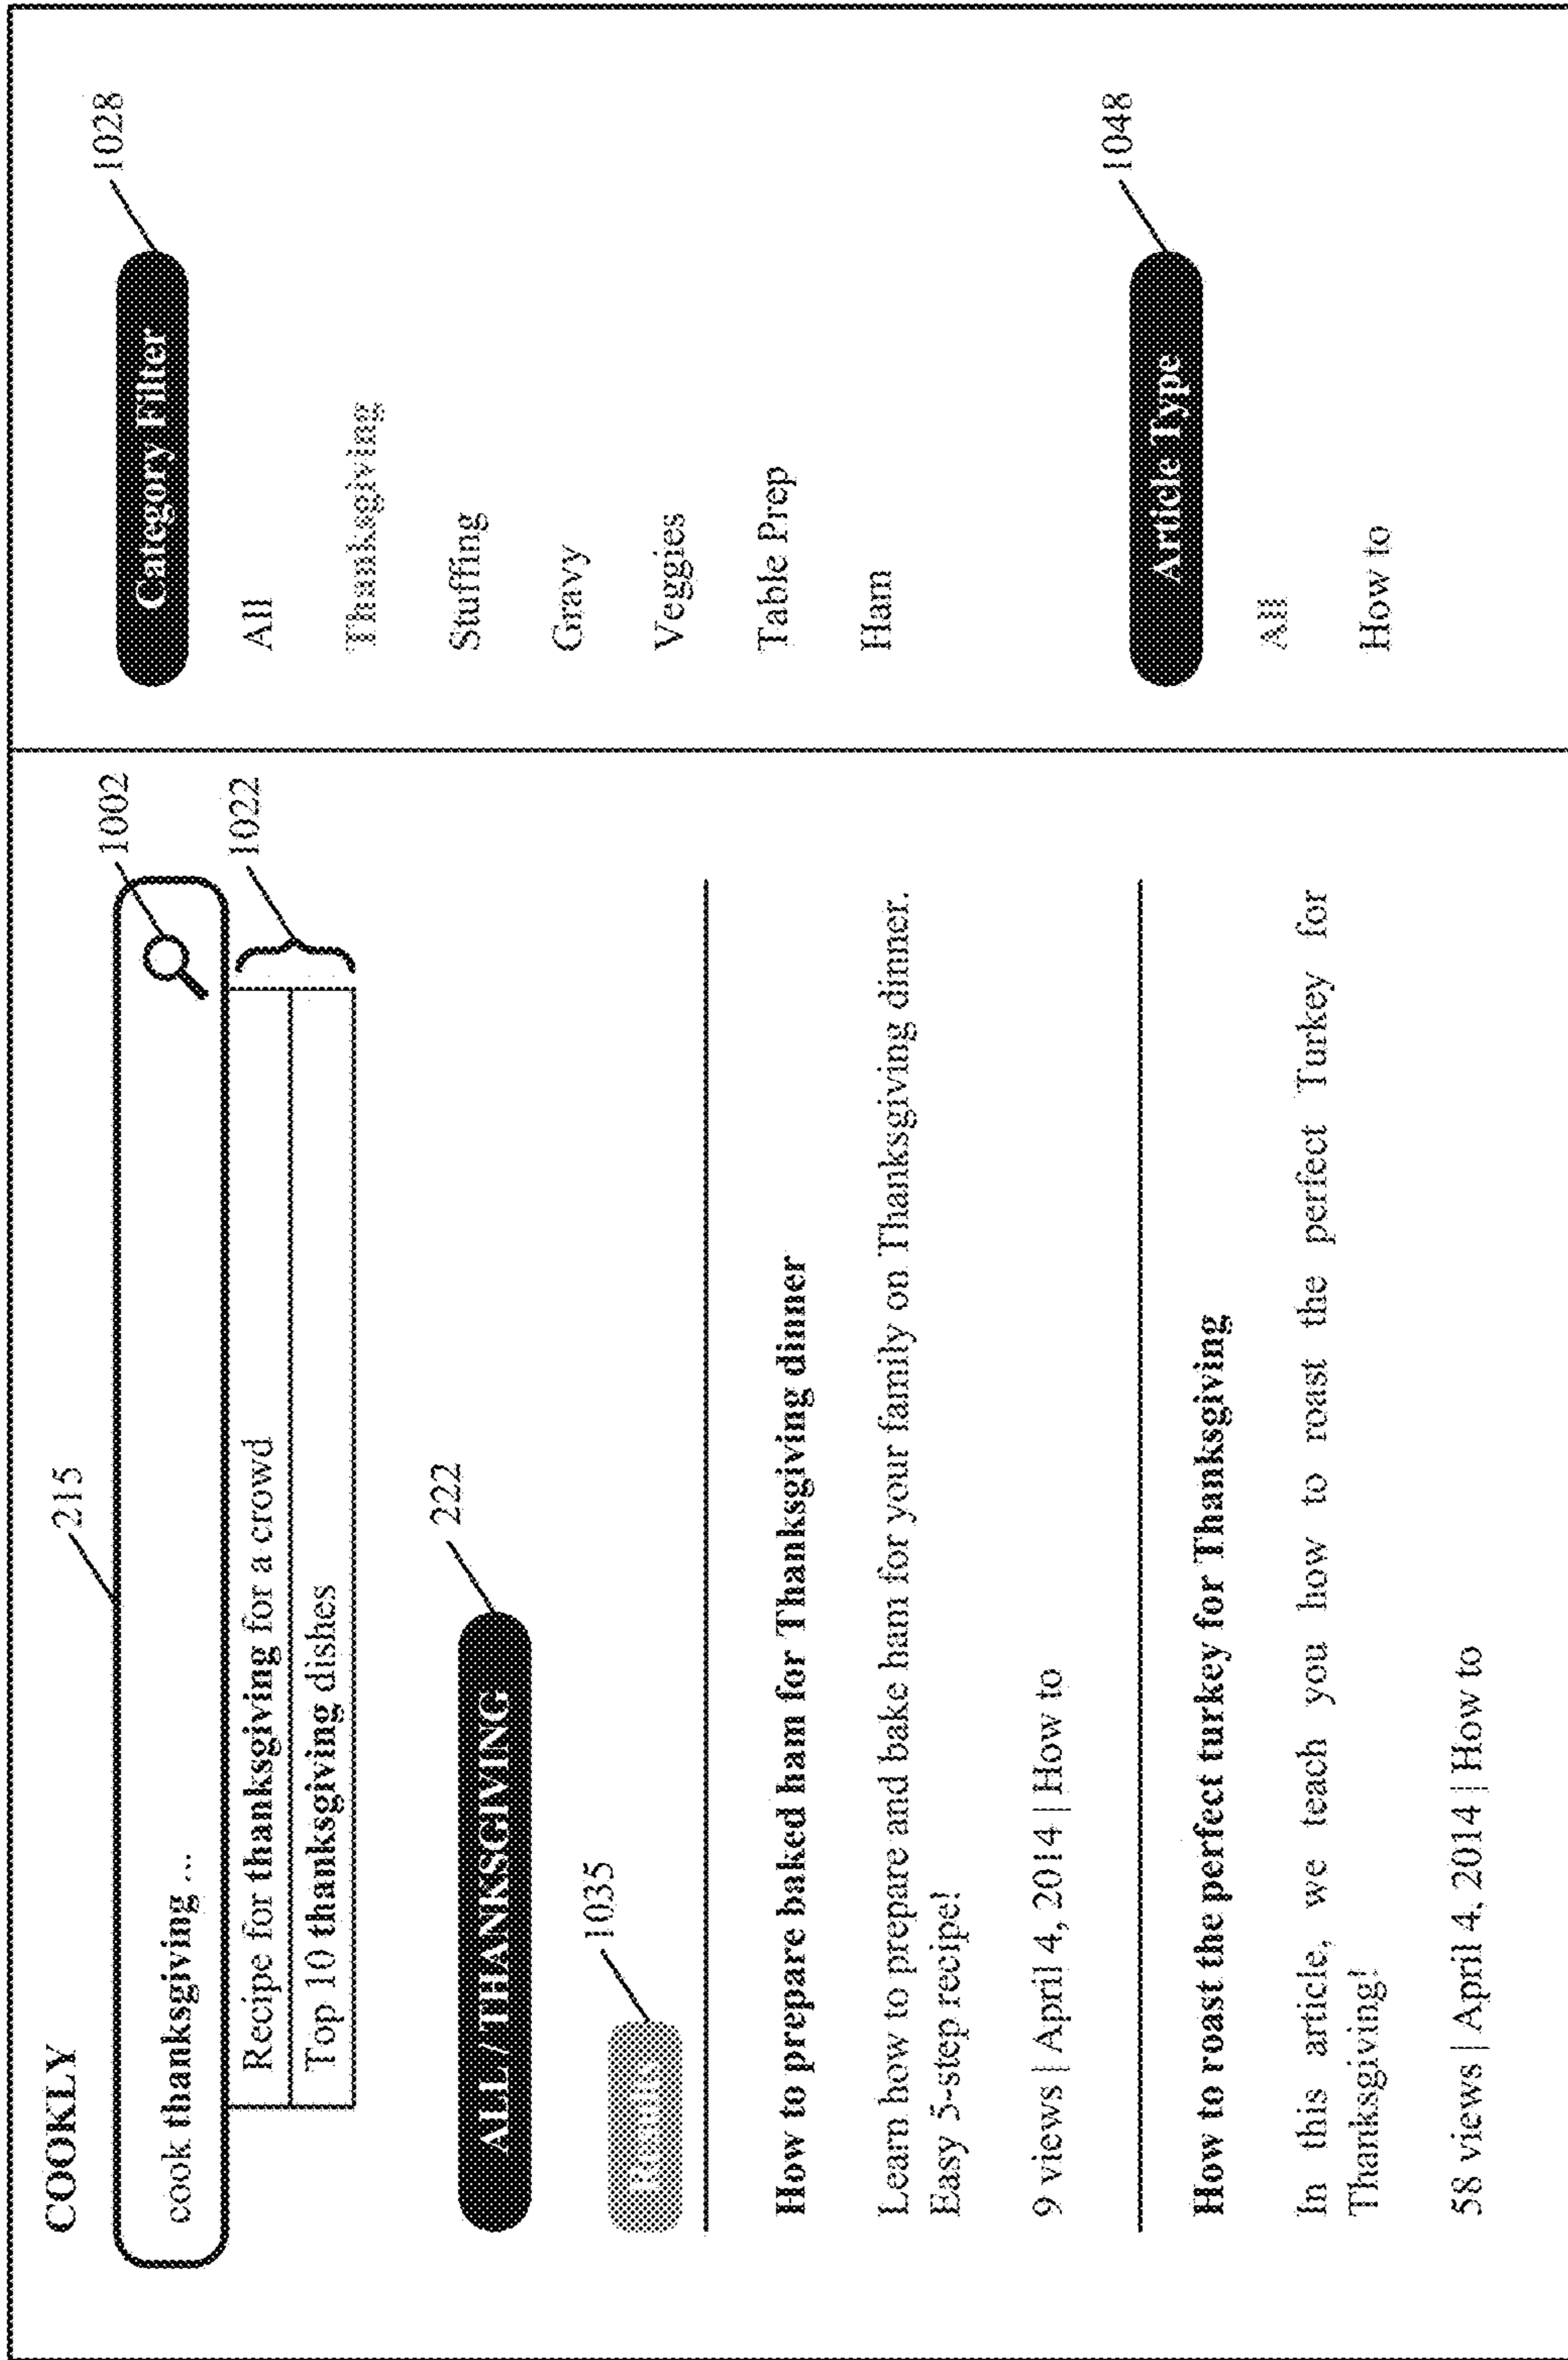 COOKLY
215
cook thanksgiving ...
1002
Recipe for thanksgiving for a crowd
Top 10 thanksgiving dishes
1022
ALL / THANKSGIVING
222
1035
How to prepare baked ham for Thanksgiving dinner
Learn how to prepare and bake ham for your family on Thanksgiving dinner.
Easy 5-step recipe!
9 views | April 4, 2014 | How to
How to roast the perfect turkey for Thanksgiving
In this article, we teach you how to roast the perfect Turkey for
Thanksgiving!
58 views | April 4, 2014 | How to
Category Filter
1028
All
Thanksgiving
Stuffing
Gravy
Veggies
Table Prep
Ham
Article Type
1048
All
How to